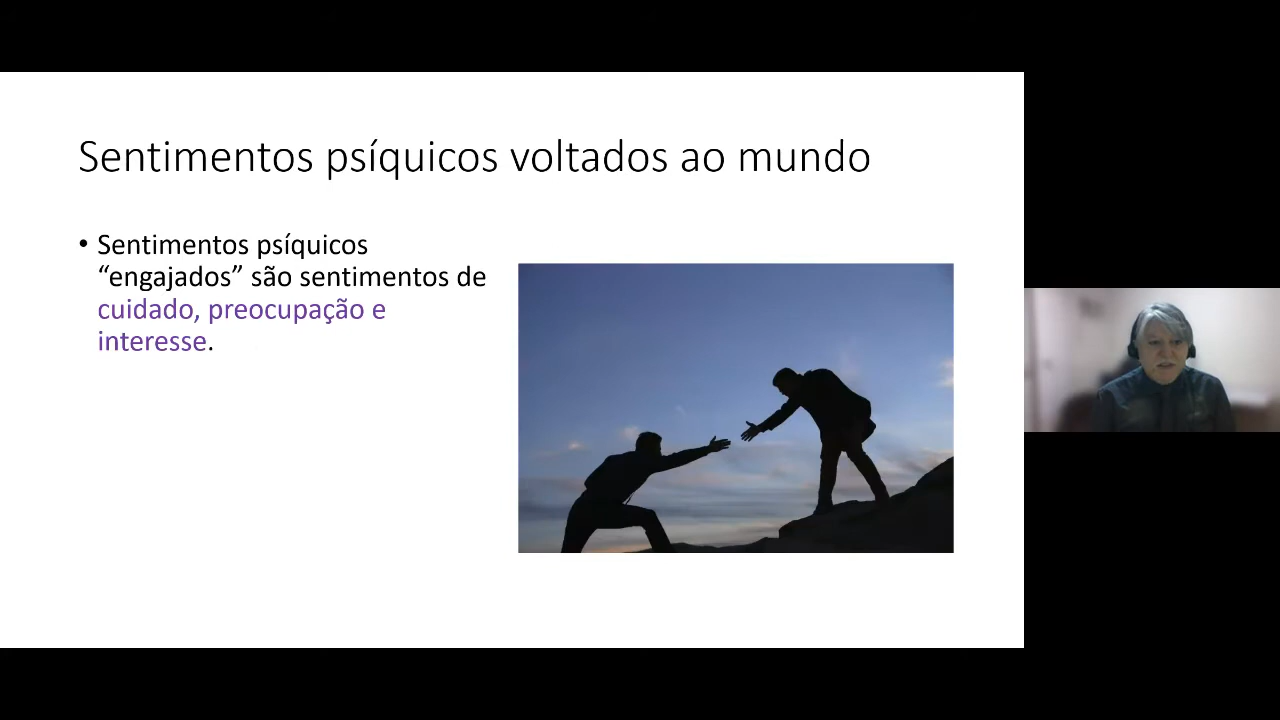 Sentimentos psíquicos voltados ao mundo
• Sentimentos psíquicos
“engajados” são sentimentos de
cuidado, preocupação e
interesse.